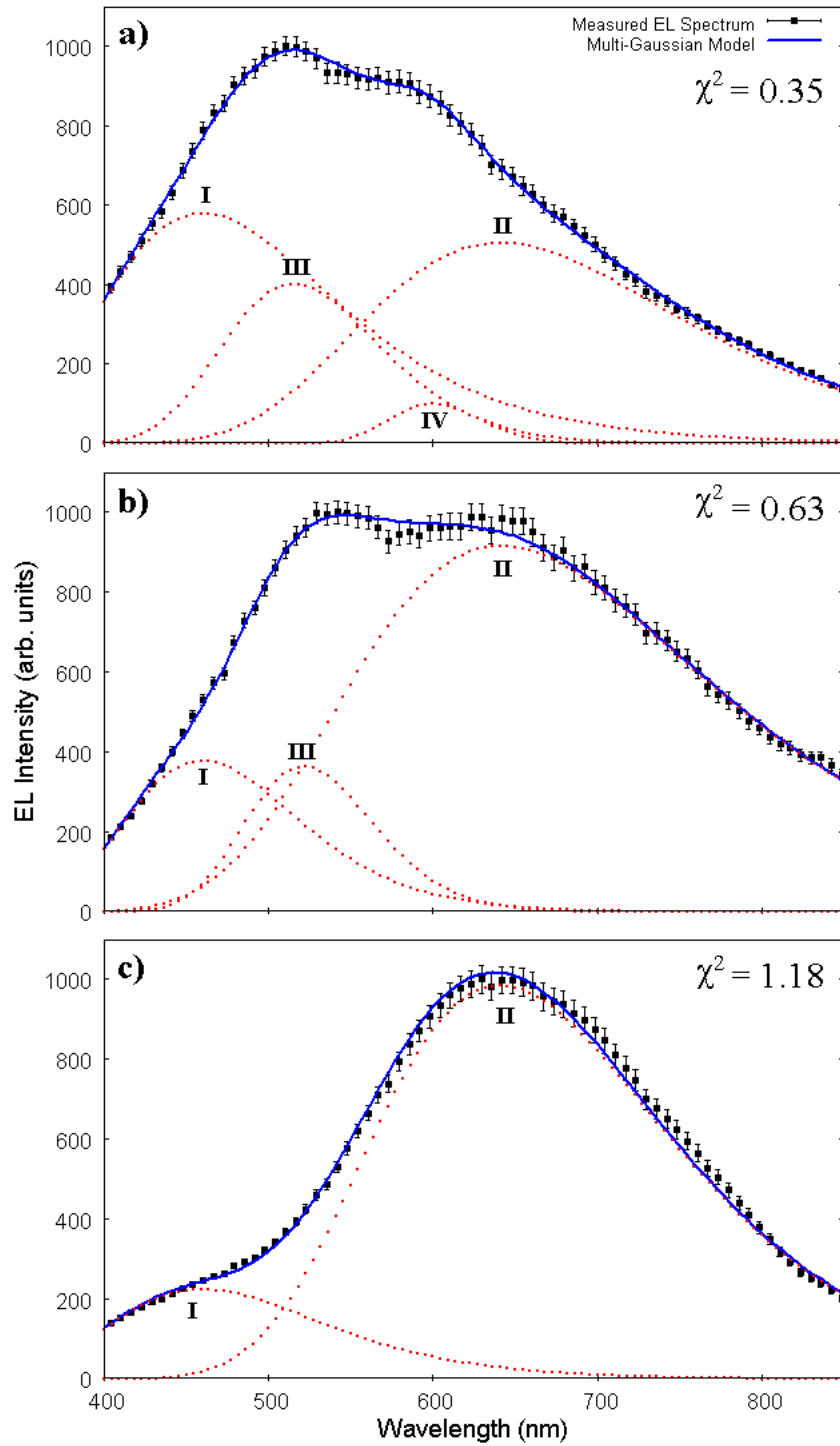 a)
Measured EL Spectrum
Multi-Gaussian Model
χ² = 0.35
1000
800
600
400
200
0
I
II
III
IV
b)
χ² = 0.63
1000
800
600
400
200
0
I
II
III
EL Intensity (arb. units)
c)
χ² = 1.18
1000
800
600
400
200
0
I
II
400 500 600 700 800
Wavelength (nm)